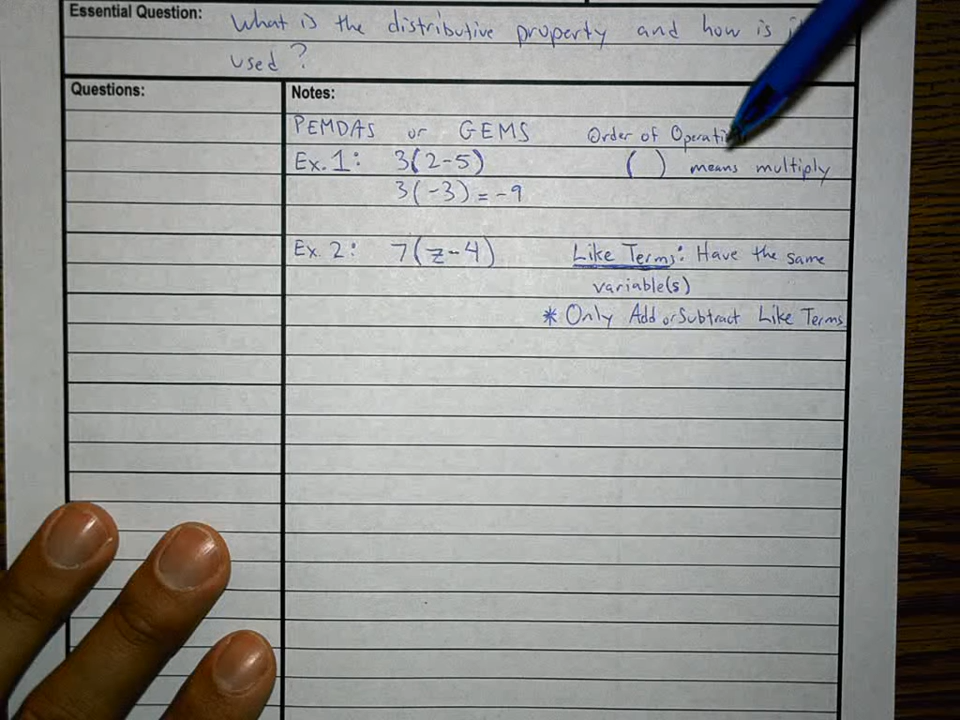 Essential Question: What is the distributive property and how is
used?
Questions:
Notes:
PEMDAS or GEMS Order of
Ex. 1: 3(2-5) ( ) means multiply
3(-3) = -9
Ex. 2: 7(z-4) Like Terms: Have the same
variable(s)
* Only Add or Subtract Like Terms